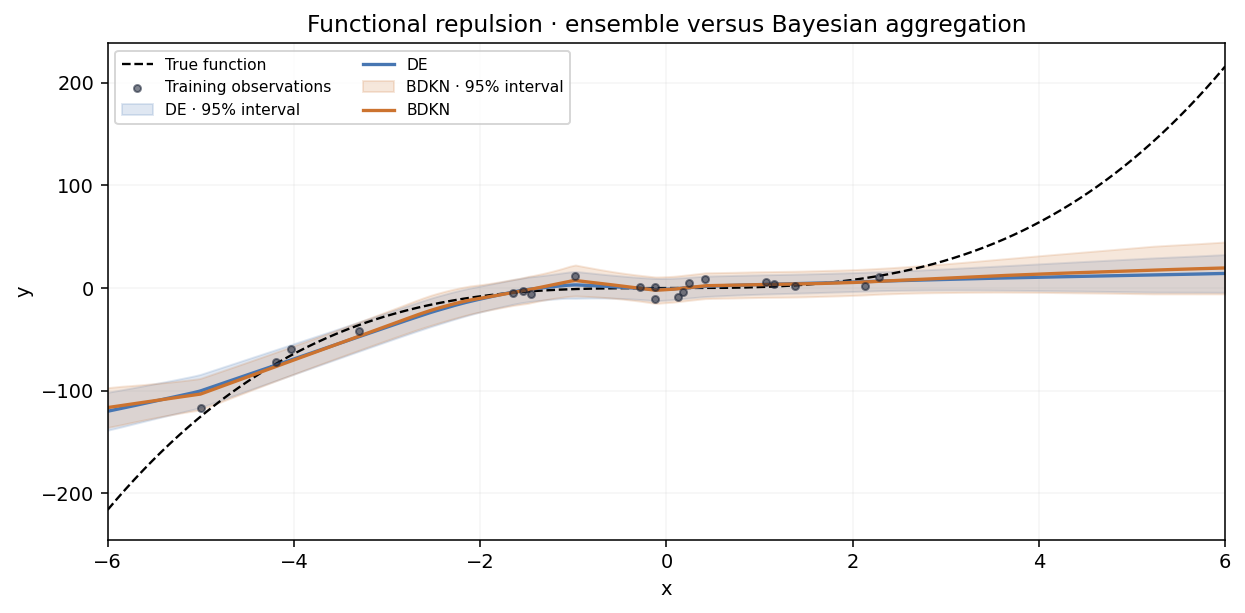 Functional repulsion · ensemble versus Bayesian aggregation
True function
Training observations
DE · 95% interval
DE
BDKN · 95% interval
BDKN
200
100
0
−100
−200
y
−6
−4
−2
0
2
4
6
x